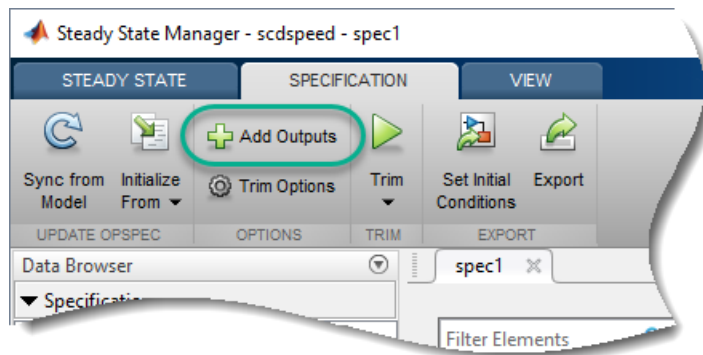 Steady State Manager - scdspeed - spec1
STEADY STATE
SPECIFICATION
VIEW
Sync from
Model
Initialize
From
Add Outputs
Trim Options
Trim
Set Initial
Conditions
Export
UPDATE OPSPEC
OPTIONS
TRIM
EXPORT
Data Browser
spec1
Filter Elements